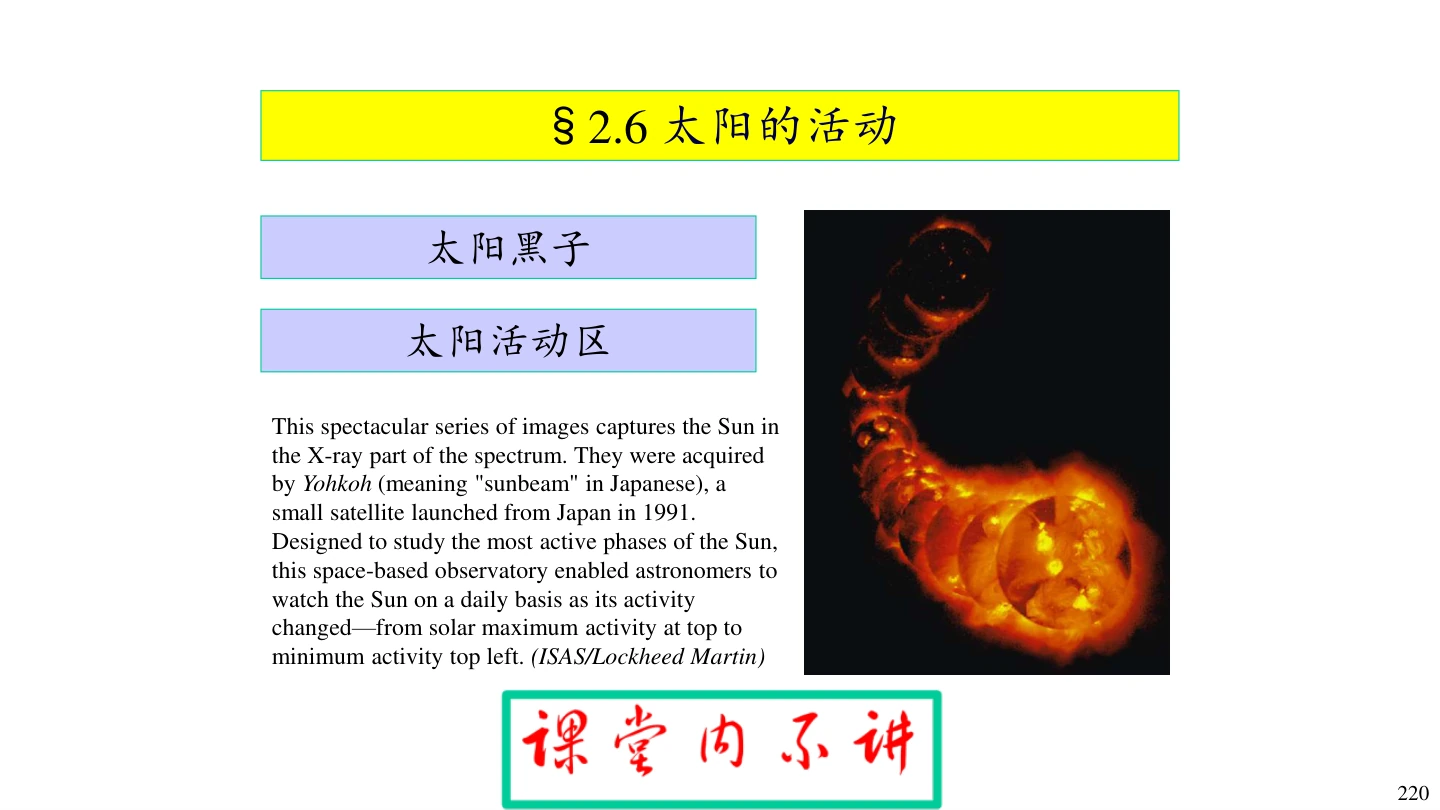 §2.6 太阳的活动
太阳黑子
太阳活动区
This spectacular series of images captures the Sun in
the X-ray part of the spectrum. They were acquired
by Yohkoh (meaning "sunbeam" in Japanese), a
small satellite launched from Japan in 1991.
Designed to study the most active phases of the Sun,
this space-based observatory enabled astronomers to
watch the Sun on a daily basis as its activity
changed—from solar maximum activity at top to
minimum activity top left. (ISAS/Lockheed Martin)
课堂内不讲
220